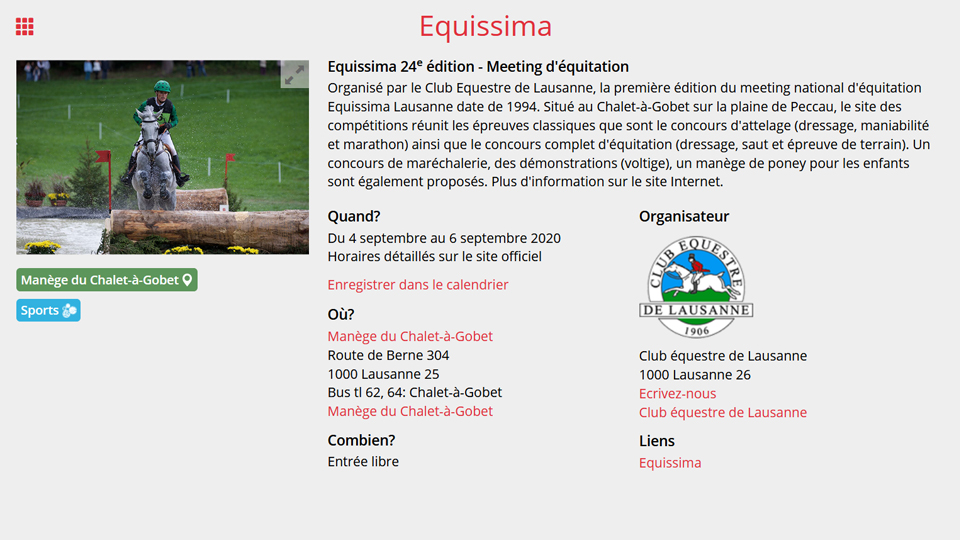 Equissima
Equissima 24e édition - Meeting d'équitation
Organisé par le Club Equestre de Lausanne, la première édition du meeting national d'équitation
Equissima Lausanne date de 1994. Situé au Chalet-à-Gobet sur la plaine de Peccau, le site des
compétitions réunit les épreuves classiques que sont le concours d'attelage (dressage, maniabilité
et marathon) ainsi que le concours complet d'équitation (dressage, saut et épreuve de terrain). Un
concours de maréchalerie, des démonstrations (voltige), un manège de poney pour les enfants
sont également proposés. Plus d'information sur le site Internet.
Manège du Chalet-à-Gobet
Sports
Quand?
Du 4 septembre au 6 septembre 2020
Horaires détaillés sur le site officiel
Enregistrer dans le calendrier
Où?
Manège du Chalet-à-Gobet
Route de Berne 304
1000 Lausanne 25
Bus tl 62, 64: Chalet-à-Gobet
Manège du Chalet-à-Gobet
Combien?
Entrée libre
Organisateur
CLUB EQUESTRE
DE LAUSANNE
1906
Club équestre de Lausanne
1000 Lausanne 26
Ecrivez-nous
Club équestre de Lausanne
Liens
Equissima